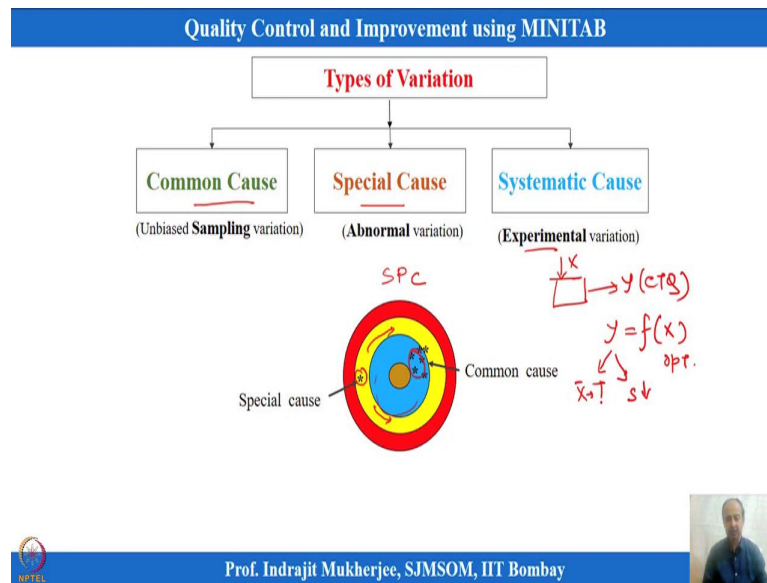 Quality Control and Improvement using MINITAB
Types of Variation
Common Cause
Special Cause
Systematic Cause
(Unbiased Sampling variation)
(Abnormal variation)
(Experimental variation)
SPC
x
y (CTQ)
y = f(x)
opt.
x̄→T
s↓
Common cause
Special cause
NPTEL
Prof. Indrajit Mukherjee, SJMSOM, IIT Bombay